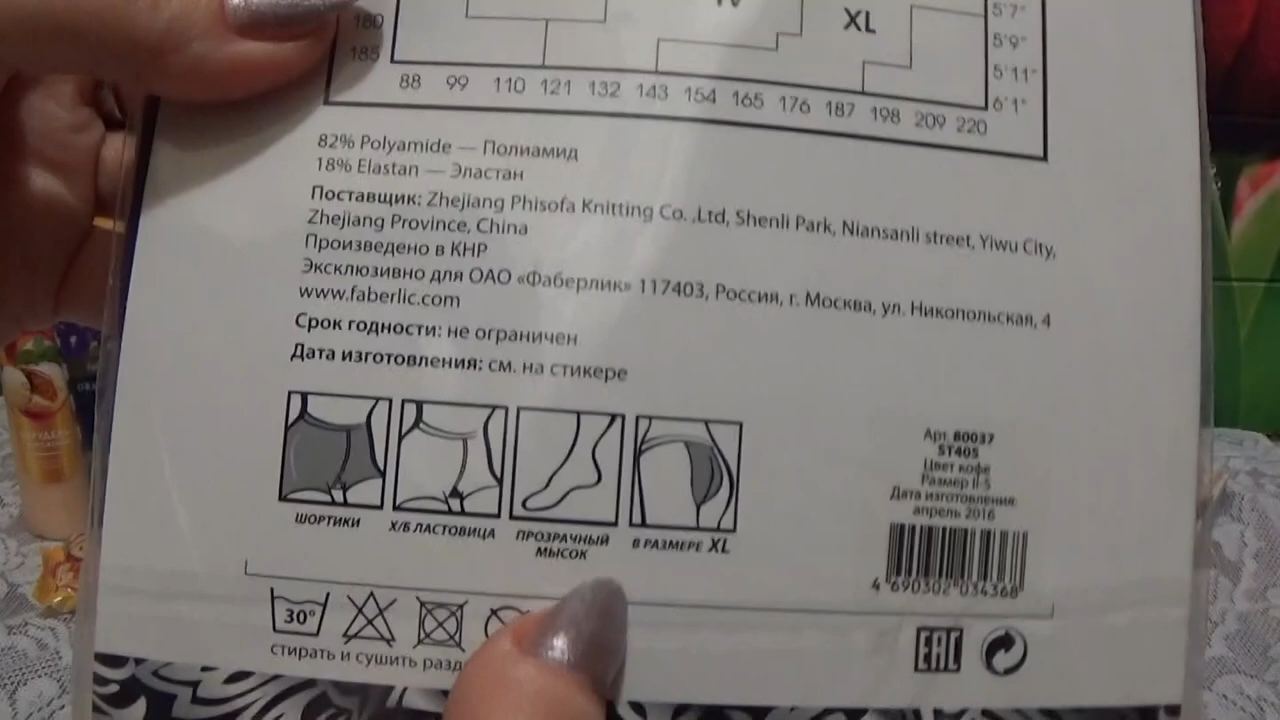 180
185
XL
5'7"
5'9"
5'11"
6'1"
88 99 110 121 132 143 154 165 176 187 198 209 220
82% Polyamide — Полиамид
18% Elastan — Эластан
Поставщик: Zhejiang Phisofa Knitting Co. ,Ltd, Shenli Park, Niansanli street, Yiwu City,
Zhejiang Province, China
Произведено в КНР
Эксклюзивно для ОАО «Фаберлик» 117403, Россия, г. Москва, ул. Никопольская, 4
www.faberlic.com
Срок годности: не ограничен
Дата изготовления: см. на стикере
ШОРТИКИ
Х/Б ЛАСТОВИЦА
ПРОЗРАЧНЫЙ
МЫСОК
В РАЗМЕРЕ XL
Арт. 80037
ST405
Цвет кофе
Размер II-S
Дата изготовления:
апрель 2016
4 690302 034368
30°
стирать и сушить
EAC